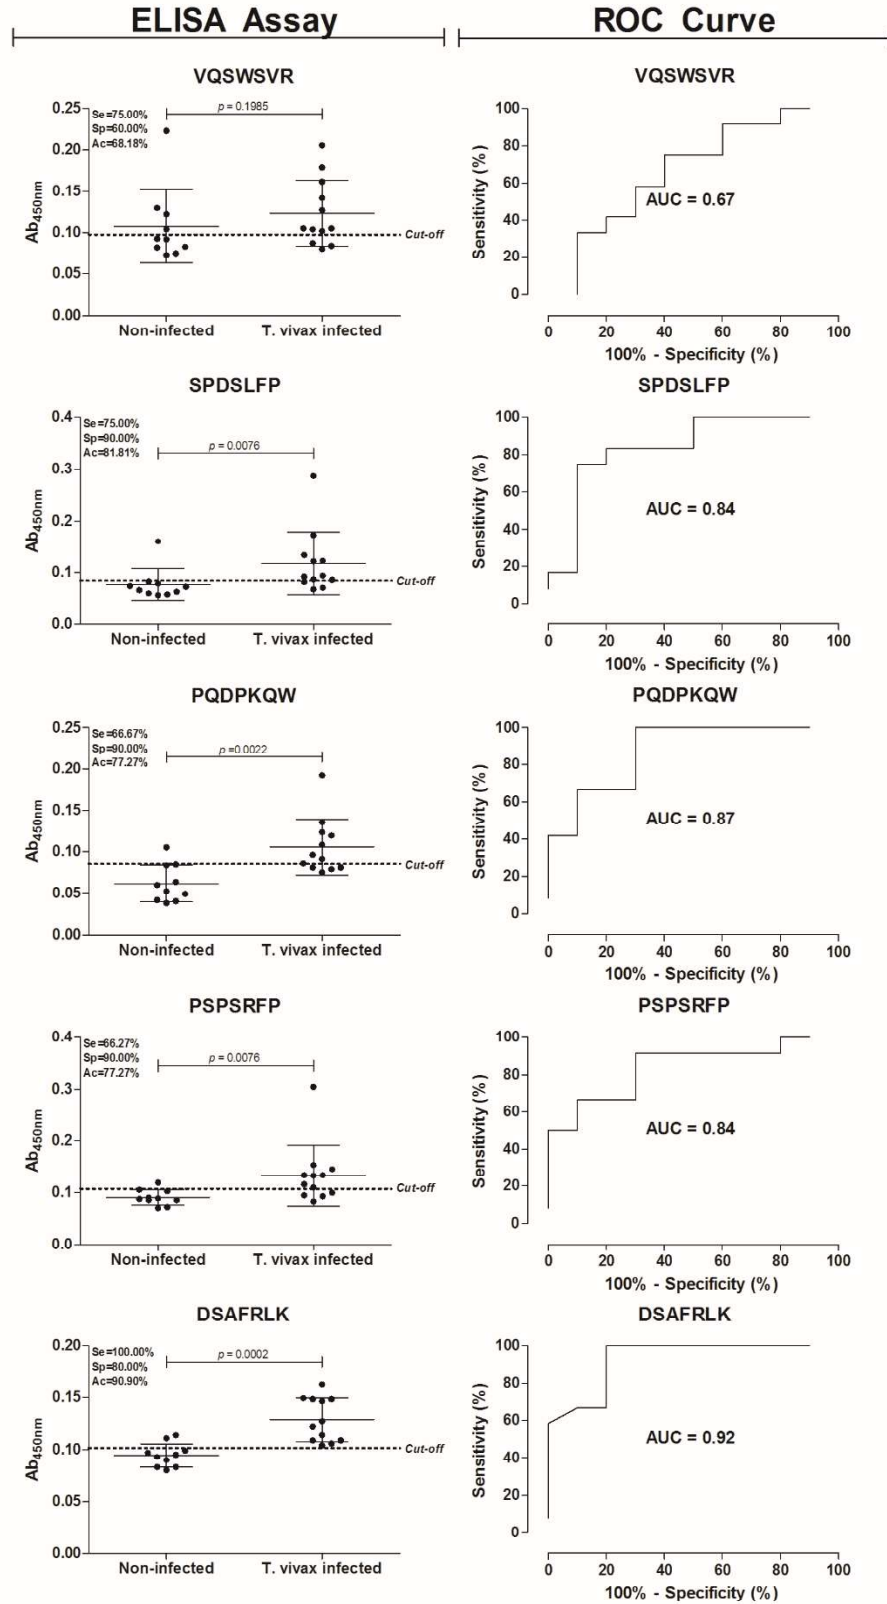 ELISA Assay
ROC Curve
VQSWSVR
Se=75.00%
Sp=60.00%
Ac=68.18%
p = 0.1985
0.25
0.20
0.15
0.10
0.05
0.00
Ab450nm
Cut-off
Non-infected
T. vivax infected
VQSWSVR
100
80
60
40
20
0
Sensitivity (%)
AUC = 0.67
0 20 40 60 80 100
100% - Specificity (%)
SPDSLFP
Se=75.00%
Sp=90.00%
Ac=81.81%
p = 0.0076
0.4
0.3
0.2
0.1
0.0
Ab450nm
Cut-off
Non-infected
T. vivax infected
SPDSLFP
100
80
60
40
20
0
Sensitivity (%)
AUC = 0.84
0 20 40 60 80 100
100% - Specificity (%)
PQDPKQW
Se=66.67%
Sp=90.00%
Ac=77.27%
p =0.0022
0.25
0.20
0.15
0.10
0.05
0.00
Ab450nm
Cut-off
Non-infected
T. vivax infected
PQDPKQW
100
80
60
40
20
0
Sensitivity (%)
AUC = 0.87
0 20 40 60 80 100
100% - Specificity (%)
PSPSRFP
Se=66.27%
Sp=90.00%
Ac=77.27%
p = 0.0076
0.4
0.3
0.2
0.1
0.0
Ab450nm
Cut-off
Non-infected
T. vivax infected
PSPSRFP
100
80
60
40
20
0
Sensitivity (%)
AUC = 0.84
0 20 40 60 80 100
100% - Specificity (%)
DSAFRLK
Se=100.00%
Sp=80.00%
Ac=90.90%
p = 0.0002
0.20
0.15
0.10
0.05
0.00
Ab450nm
Cut-off
Non-infected
T. vivax infected
DSAFRLK
100
80
60
40
20
0
Sensitivity (%)
AUC = 0.92
0 20 40 60 80 100
100% - Specificity (%)